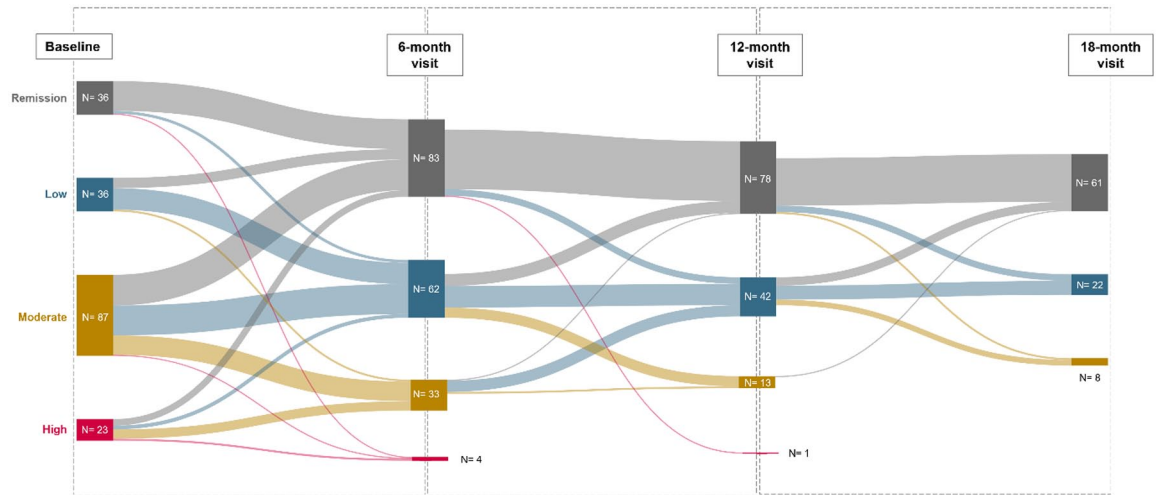 Baseline
6-month
visit
12-month
visit
18-month
visit
Remission
N= 36
N= 83
N= 78
N= 61
Low
N= 36
N= 62
N= 42
N= 22
Moderate
N= 87
N= 33
N= 13
N= 8
High
N= 23
N= 4
N= 1